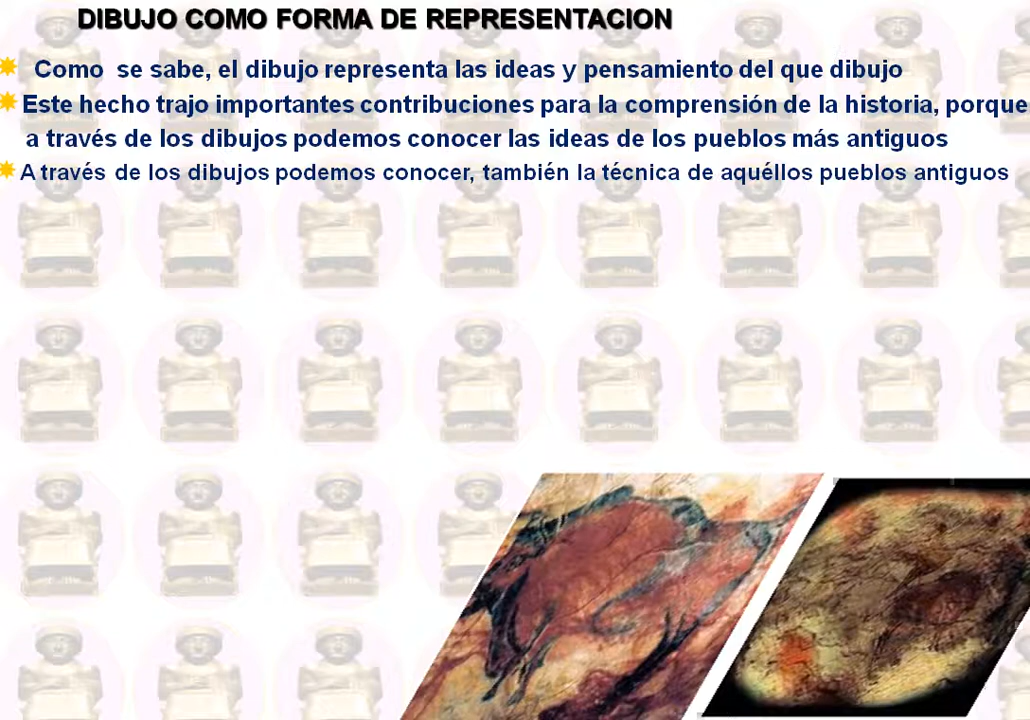 DIBUJO COMO FORMA DE REPRESENTACION
Como se sabe, el dibujo representa las ideas y pensamiento del que dibujo
Este hecho trajo importantes contribuciones para la comprensión de la historia, porque
a través de los dibujos podemos conocer las ideas de los pueblos más antiguos
A través de los dibujos podemos conocer, también la técnica de aquéllos pueblos antiguos